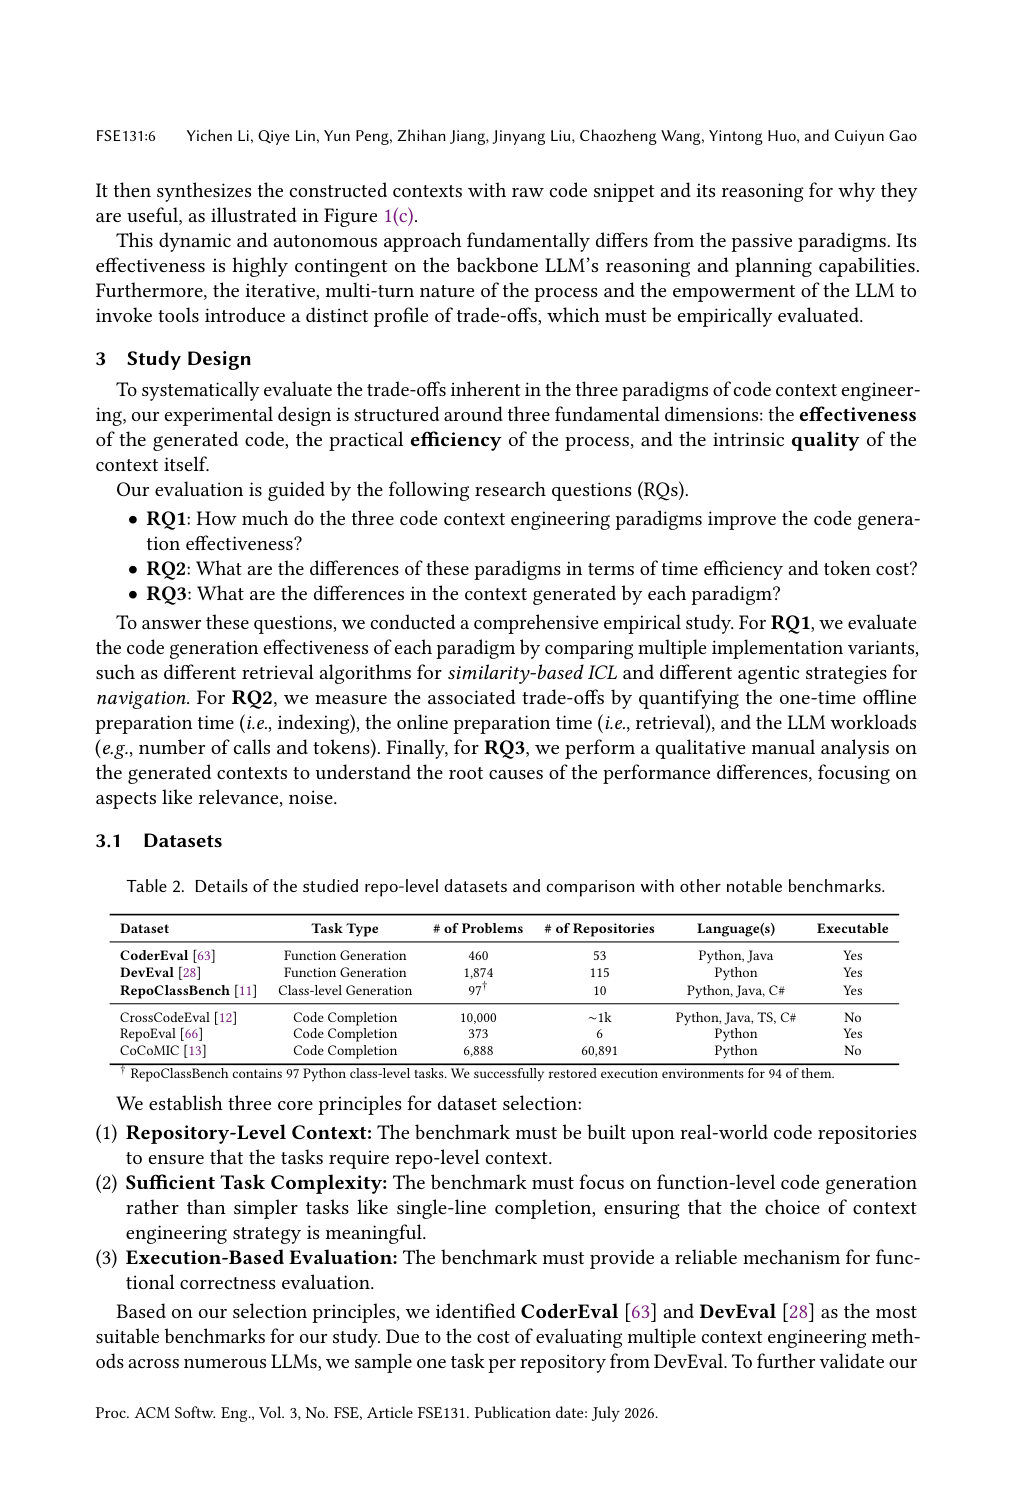 FSE131:6 Yichen Li, Qiye Lin, Yun Peng, Zhihan Jiang, Jinyang Liu, Chaozheng Wang, Yintong Huo, and Cuiyun Gao
It then synthesizes the constructed contexts with raw code snippet and its reasoning for why they
are useful, as illustrated in Figure 1(c).
This dynamic and autonomous approach fundamentally differs from the passive paradigms. Its
effectiveness is highly contingent on the backbone LLM's reasoning and planning capabilities.
Furthermore, the iterative, multi-turn nature of the process and the empowerment of the LLM to
invoke tools introduce a distinct profile of trade-offs, which must be empirically evaluated.
3 Study Design
To systematically evaluate the trade-offs inherent in the three paradigms of code context engineer-
ing, our experimental design is structured around three fundamental dimensions: the effectiveness
of the generated code, the practical efficiency of the process, and the intrinsic quality of the
context itself.
Our evaluation is guided by the following research questions (RQs).
• RQ1: How much do the three code context engineering paradigms improve the code genera-
tion effectiveness?
• RQ2: What are the differences of these paradigms in terms of time efficiency and token cost?
• RQ3: What are the differences in the context generated by each paradigm?
To answer these questions, we conducted a comprehensive empirical study. For RQ1, we evaluate
the code generation effectiveness of each paradigm by comparing multiple implementation variants,
such as different retrieval algorithms for similarity-based ICL and different agentic strategies for
navigation. For RQ2, we measure the associated trade-offs by quantifying the one-time offline
preparation time (i.e., indexing), the online preparation time (i.e., retrieval), and the LLM workloads
(e.g., number of calls and tokens). Finally, for RQ3, we perform a qualitative manual analysis on
the generated contexts to understand the root causes of the performance differences, focusing on
aspects like relevance, noise.
3.1 Datasets
Table 2. Details of the studied repo-level datasets and comparison with other notable benchmarks.
Dataset Task Type # of Problems # of Repositories Language(s) Executable
CoderEval [63] Function Generation 460 53 Python, Java Yes
DevEval [28] Function Generation 1,874 115 Python Yes
RepoClassBench [11] Class-level Generation 97† 10 Python, Java, C# Yes
CrossCodeEval [12] Code Completion 10,000 ~1k Python, Java, TS, C# No
RepoEval [66] Code Completion 373 6 Python Yes
CoCoMIC [13] Code Completion 6,888 60,891 Python No
† RepoClassBench contains 97 Python class-level tasks. We successfully restored execution environments for 94 of them.
We establish three core principles for dataset selection:
(1) Repository-Level Context: The benchmark must be built upon real-world code repositories
to ensure that the tasks require repo-level context.
(2) Sufficient Task Complexity: The benchmark must focus on function-level code generation
rather than simpler tasks like single-line completion, ensuring that the choice of context
engineering strategy is meaningful.
(3) Execution-Based Evaluation: The benchmark must provide a reliable mechanism for func-
tional correctness evaluation.
Based on our selection principles, we identified CoderEval [63] and DevEval [28] as the most
suitable benchmarks for our study. Due to the cost of evaluating multiple context engineering meth-
ods across numerous LLMs, we sample one task per repository from DevEval. To further validate our
Proc. ACM Softw. Eng., Vol. 3, No. FSE, Article FSE131. Publication date: July 2026.